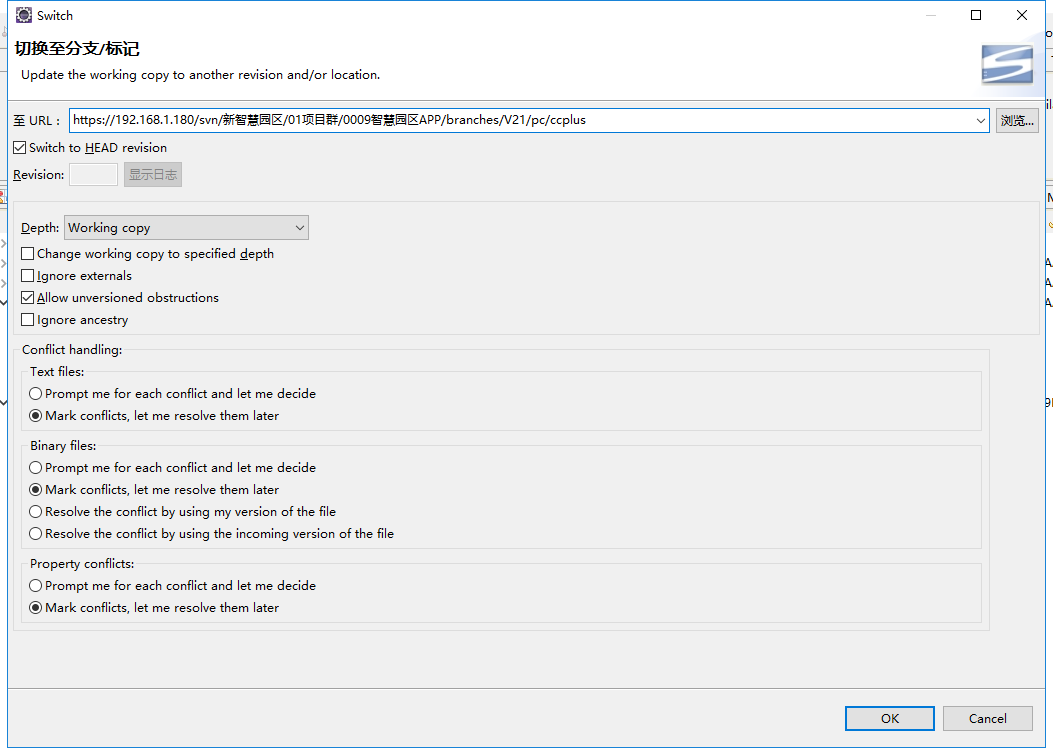 Switch
切换至分支/标记
Update the working copy to another revision and/or location.
至 URL： https://192.168.1.180/svn/新智慧园区/01项目群/0009智慧园区APP/branches/V21/pc/ccplus 浏览...
Switch to HEAD revision
Revision: 显示日志
Depth: Working copy
Change working copy to specified depth
Ignore externals
Allow unversioned obstructions
Ignore ancestry
Conflict handling:
Text files:
Prompt me for each conflict and let me decide
Mark conflicts, let me resolve them later
Binary files:
Prompt me for each conflict and let me decide
Mark conflicts, let me resolve them later
Resolve the conflict by using my version of the file
Resolve the conflict by using the incoming version of the file
Property conflicts:
Prompt me for each conflict and let me decide
Mark conflicts, let me resolve them later
OK Cancel